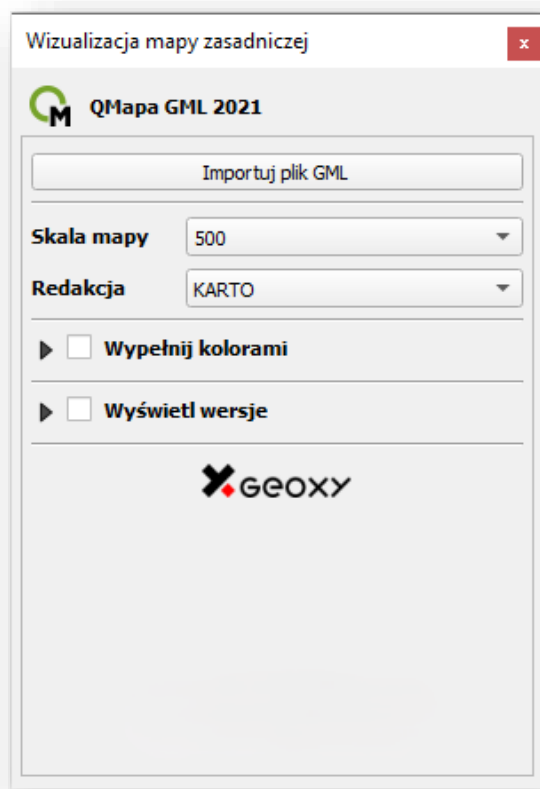 Wizualizacja mapy zasadniczej
x
M
QMapa GML 2021
Importuj plik GML
Skala mapy 500
Redakcja KARTO
Wypełnij kolorami
Wyświetl wersje
GEOXY